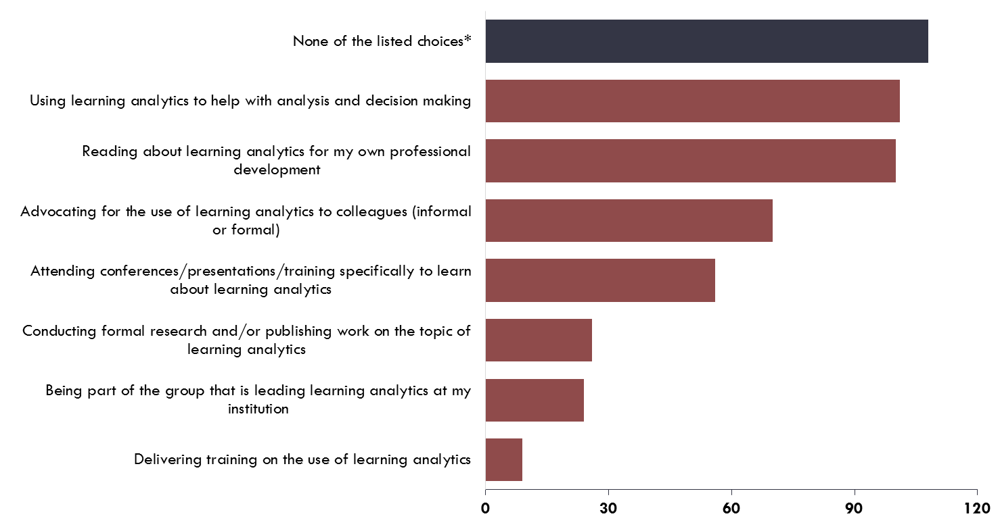 None of the listed choices*
Using learning analytics to help with analysis and decision making
Reading about learning analytics for my own professional
development
Advocating for the use of learning analytics to colleagues (informal
or formal)
Attending conferences/presentations/training specifically to learn
about learning analytics
Conducting formal research and/or publishing work on the topic of
learning analytics
Being part of the group that is leading learning analytics at my
institution
Delivering training on the use of learning analytics
0 30 60 90 120